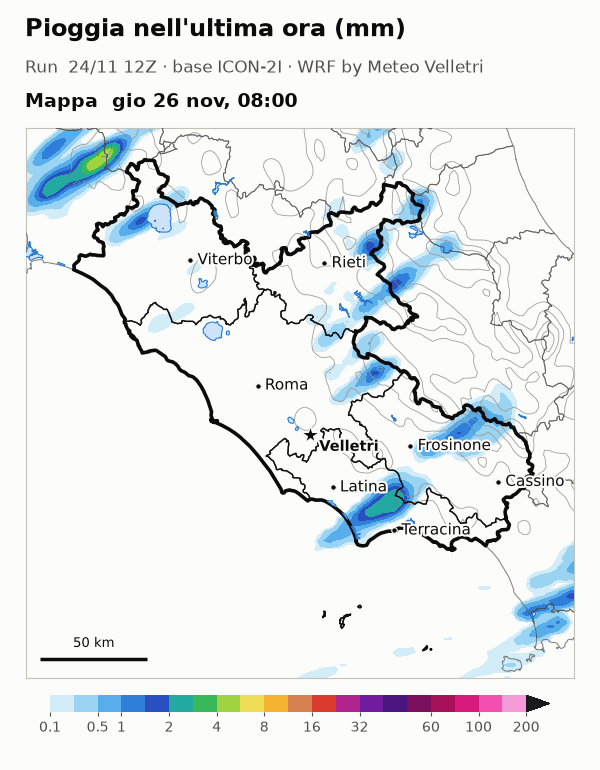 Pioggia nell'ultima ora (mm)
Run  24/11 12Z · base ICON-2I · WRF by Meteo Velletri
Mappa  gio 26 nov, 08:00
Viterbo
Rieti
Roma
Velletri
Frosinone
Latina
Cassino
Terracina
50 km
0.1 0.5 1 2 4 8 16 32 60 100 200